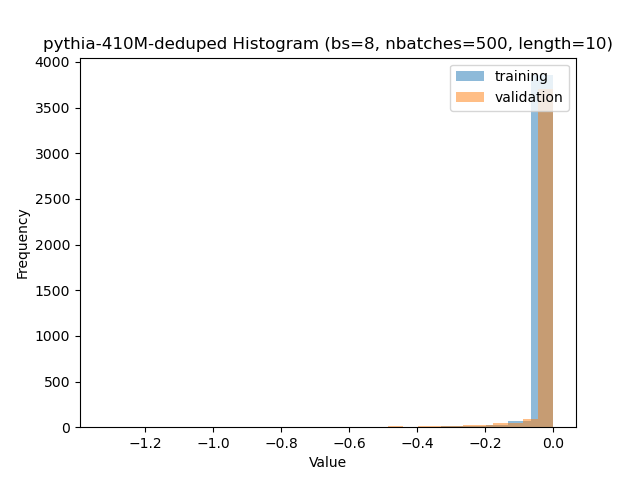 pythia-410M-deduped Histogram (bs=8, nbatches=500, length=10)
training
validation
4000
3500
3000
2500
2000
1500
1000
500
0
Frequency
−1.2 −1.0 −0.8 −0.6 −0.4 −0.2 0.0
Value